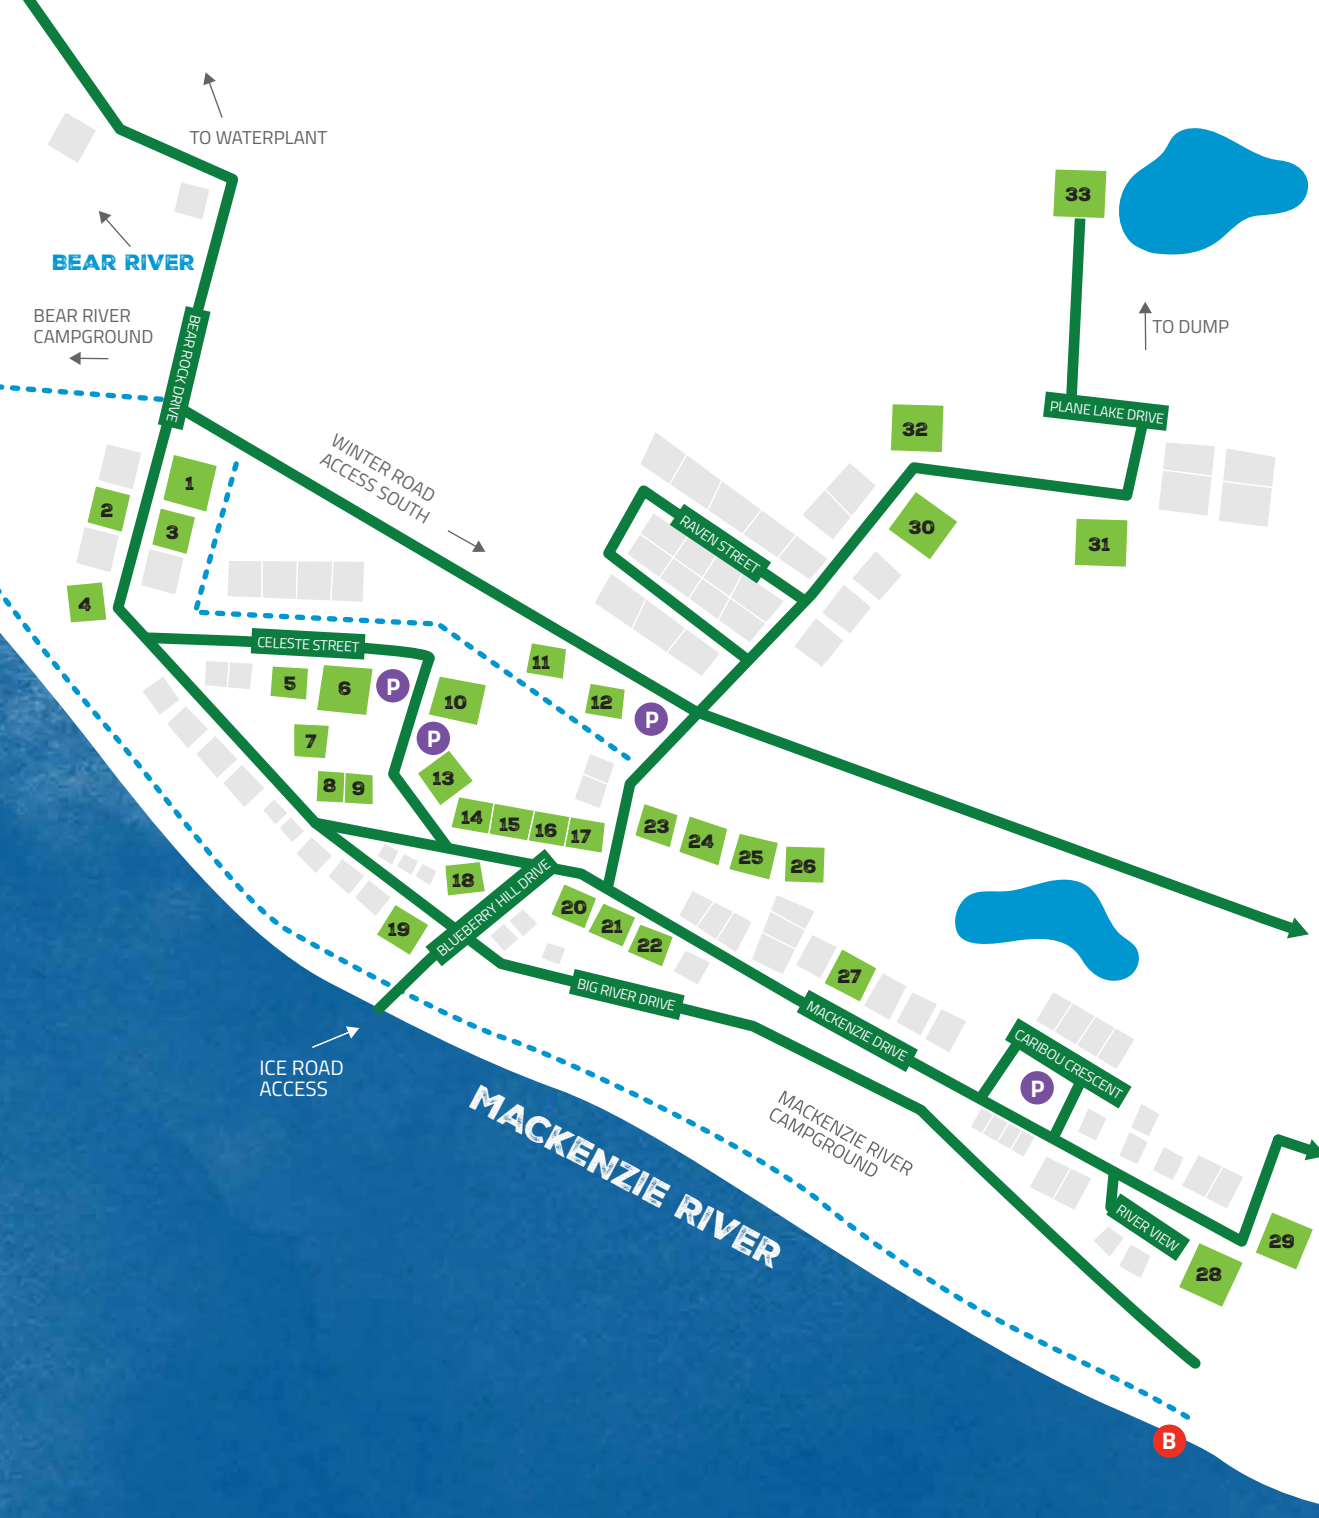 TO WATERPLANT
33
BEAR RIVER
BEAR RIVER
CAMPGROUND
TO DUMP
BEAR ROCK DRIVE
PLANE LAKE DRIVE
32
WINTER ROAD
ACCESS SOUTH
1
2
3
RAVEN STREET
30
31
4
CELESTE STREET
5
6
P
10
11
12
P
7
P
13
8
9
14
15
16
17
23
24
25
26
18
BLUEBERRY HILL DRIVE
19
20
21
22
27
BIG RIVER DRIVE
MACKENZIE DRIVE
CARIBOU CRESCENT
P
ICE ROAD
ACCESS
MACKENZIE RIVER
MACKENZIE RIVER
CAMPGROUND
RIVER VIEW
28
29
B